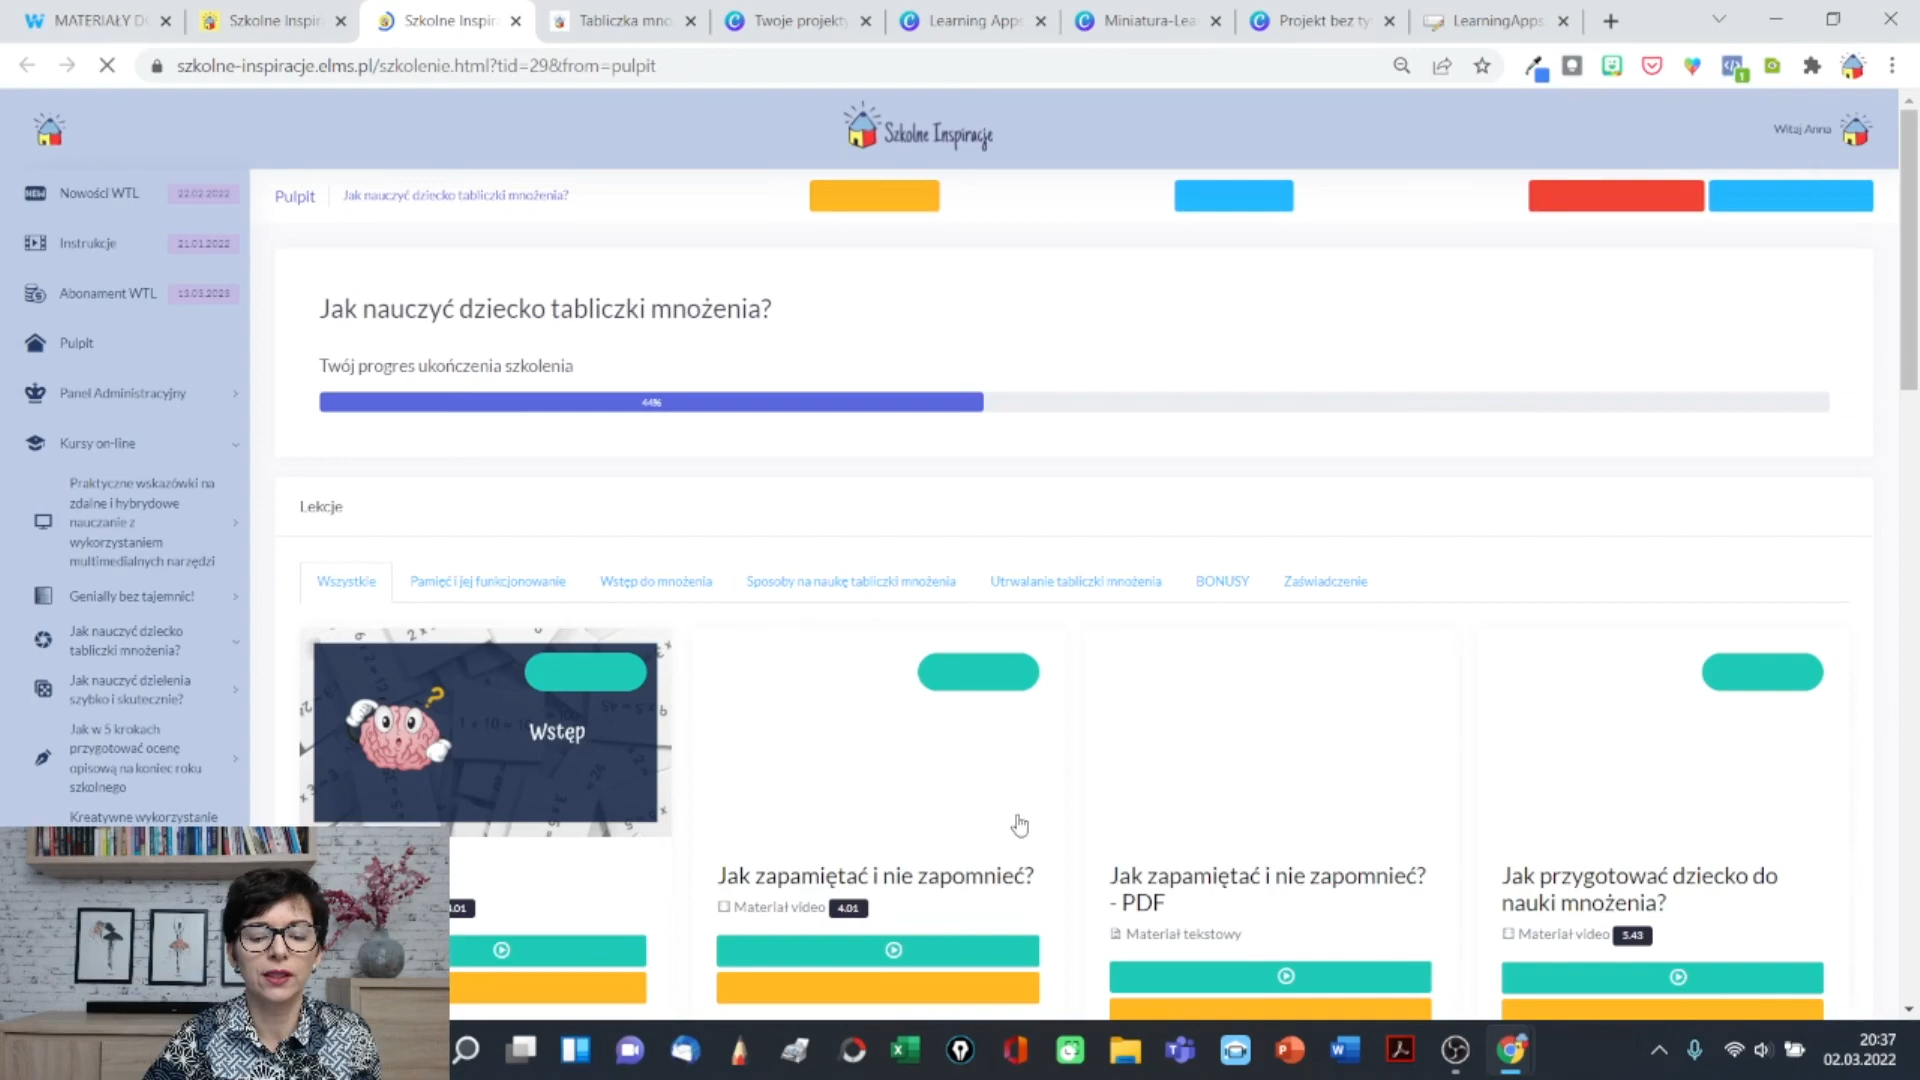 MATERIAŁY D
Szkolne Inspir
Szkolne Inspir
Tabliczka mno
Twoje projekty
Learning Apps
Miniatura-Lea
Projekt bez ty
LearningApps
szkolne-inspiracje.elms.pl/szkolenie.html?tid=29&from=pulpit
Szkolne Inspiracje
Witaj Anna
NEW Nowości WTL 22.02.2022
Instrukcje 21.01.2022
Abonament WTL 13.03.2023
Pulpit
Panel Administracyjny
Kursy on-line
Praktyczne wskazówki na
zdalne i hybrydowe
nauczanie z
wykorzystaniem
multimedialnych narzędzi
Genially bez tajemnic!
Jak nauczyć dziecko
tabliczki mnożenia?
Jak nauczyć dzielenia
szybko i skutecznie?
Jak w 5 krokach
przygotować ocenę
opisową na koniec roku
szkolnego
Kreatywne wykorzystanie
Pulpit
Jak nauczyć dziecko tabliczki mnożenia?
Jak nauczyć dziecko tabliczki mnożenia?
Twój progres ukończenia szkolenia
44%
Lekcje
Wszystkie
Pamięć i jej funkcjonowanie
Wstęp do mnożenia
Sposoby na naukę tabliczki mnożenia
Utrwalanie tabliczki mnożenia
BONUSY
Zaświadczenie
Wstęp
4.01
Jak zapamiętać i nie zapomnieć?
Materiał video 4.01
Jak zapamiętać i nie zapomnieć?
- PDF
Materiał tekstowy
Jak przygotować dziecko do
nauki mnożenia?
Materiał video 5.43
20:37
02.03.2022